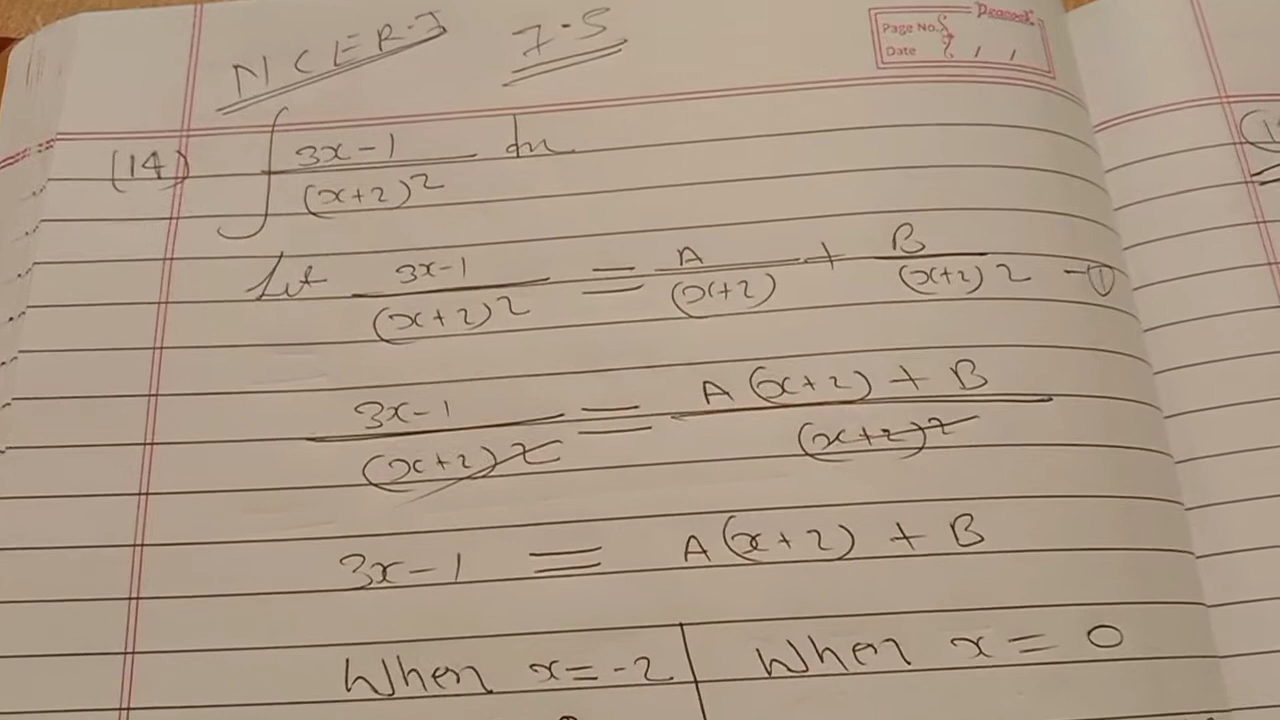 NCERT 7.5
Peacock
Page No.
Date / /
(14) ∫ 3x-1 / (x+2)2 dx
Let 3x-1 / (x+2)2 = A / (x+2) + B / (x+2)2 -①
3x-1 / (x+2)2 = A(x+2) + B / (x+2)2
3x-1 = A(x+2) + B
When x=-2 | When x = 0